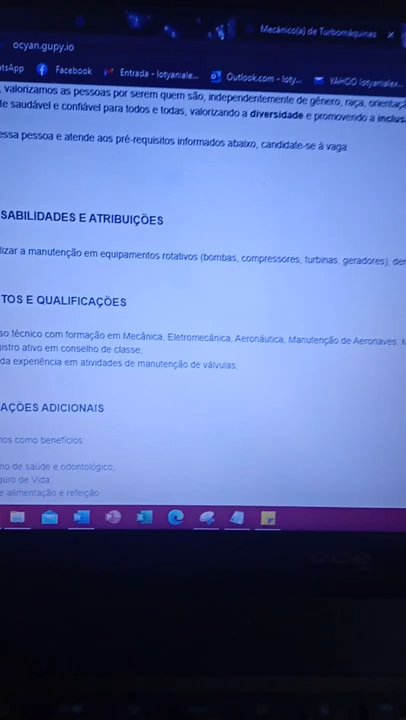 Mecânico(a) de Turbomáquinas ×
ocyan.gupy.io
atsApp Facebook Entrada - lotyaniale... Outlook.com - loty... YAHOO lotyanialex...
, valorizamos as pessoas por serem quem são, independentemente de gênero, raça, orientaç
te saudável e confiável para todos e todas, valorizando a diversidade e promovendo a inclus
essa pessoa e atende aos pré-requisitos informados abaixo, candidate-se à vaga
SABILIDADES E ATRIBUIÇÕES
lizar a manutenção em equipamentos rotativos (bombas, compressores, turbinas, geradores), den
TOS E QUALIFICAÇÕES
so técnico com formação em Mecânica, Eletromecânica, Aeronáutica, Manutenção de Aeronaves, M
istro ativo em conselho de classe;
da experiência em atividades de manutenção de válvulas;
AÇÕES ADICIONAIS
mos como benefícios:
no de saúde e odontológico;
guro de Vida;
e alimentação e refeição